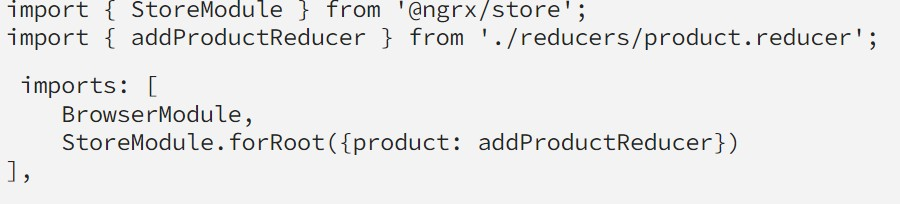 import { StoreModule } from '@ngrx/store';
import { addProductReducer } from './reducers/product.reducer';
imports: [
BrowserModule,
StoreModule.forRoot({product: addProductReducer})
],